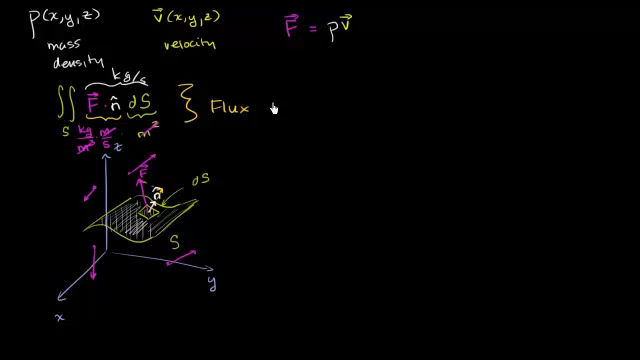 ρ(x,y,z) v⃗(x,y,z) F⃗ = ρv⃗
mass velocity
density
kg/s
∬ F⃗ · n̂ dS } Flux
S kg/m³ · m/s m²
z
F⃗
n̂
dS
S
y
x